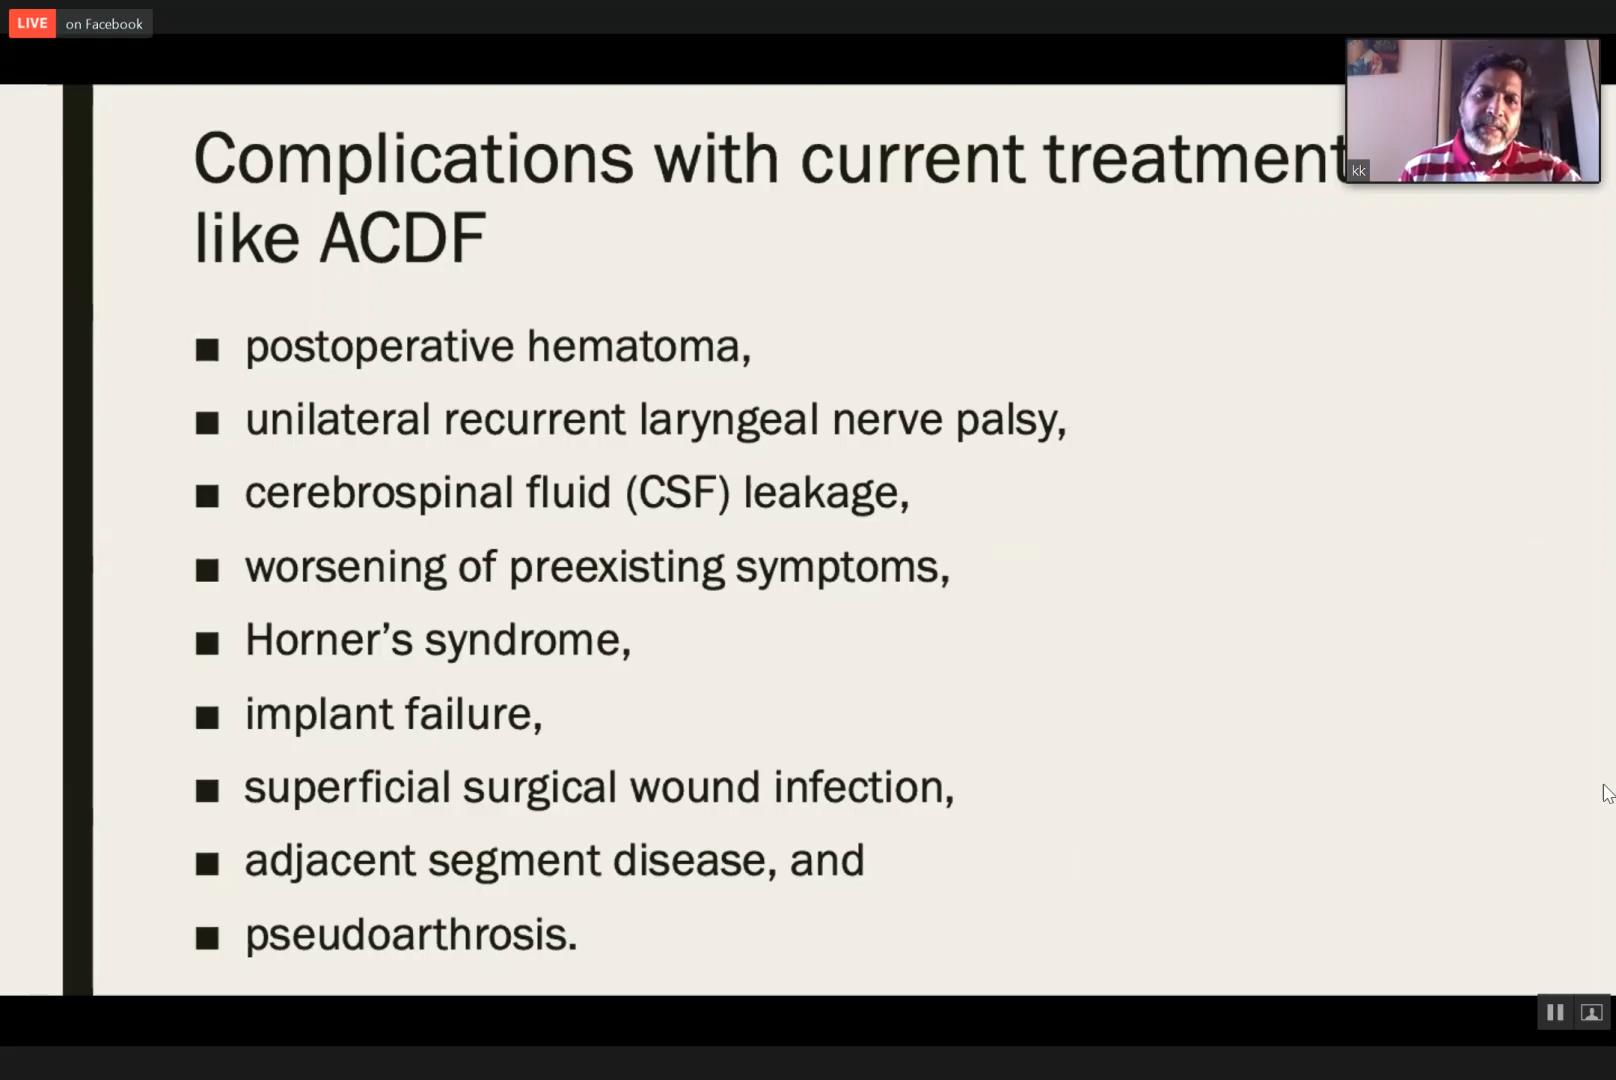 LIVE on Facebook
kk
Complications with current treatment
like ACDF
■ postoperative hematoma,
■ unilateral recurrent laryngeal nerve palsy,
■ cerebrospinal fluid (CSF) leakage,
■ worsening of preexisting symptoms,
■ Horner’s syndrome,
■ implant failure,
■ superficial surgical wound infection,
■ adjacent segment disease, and
■ pseudoarthrosis.